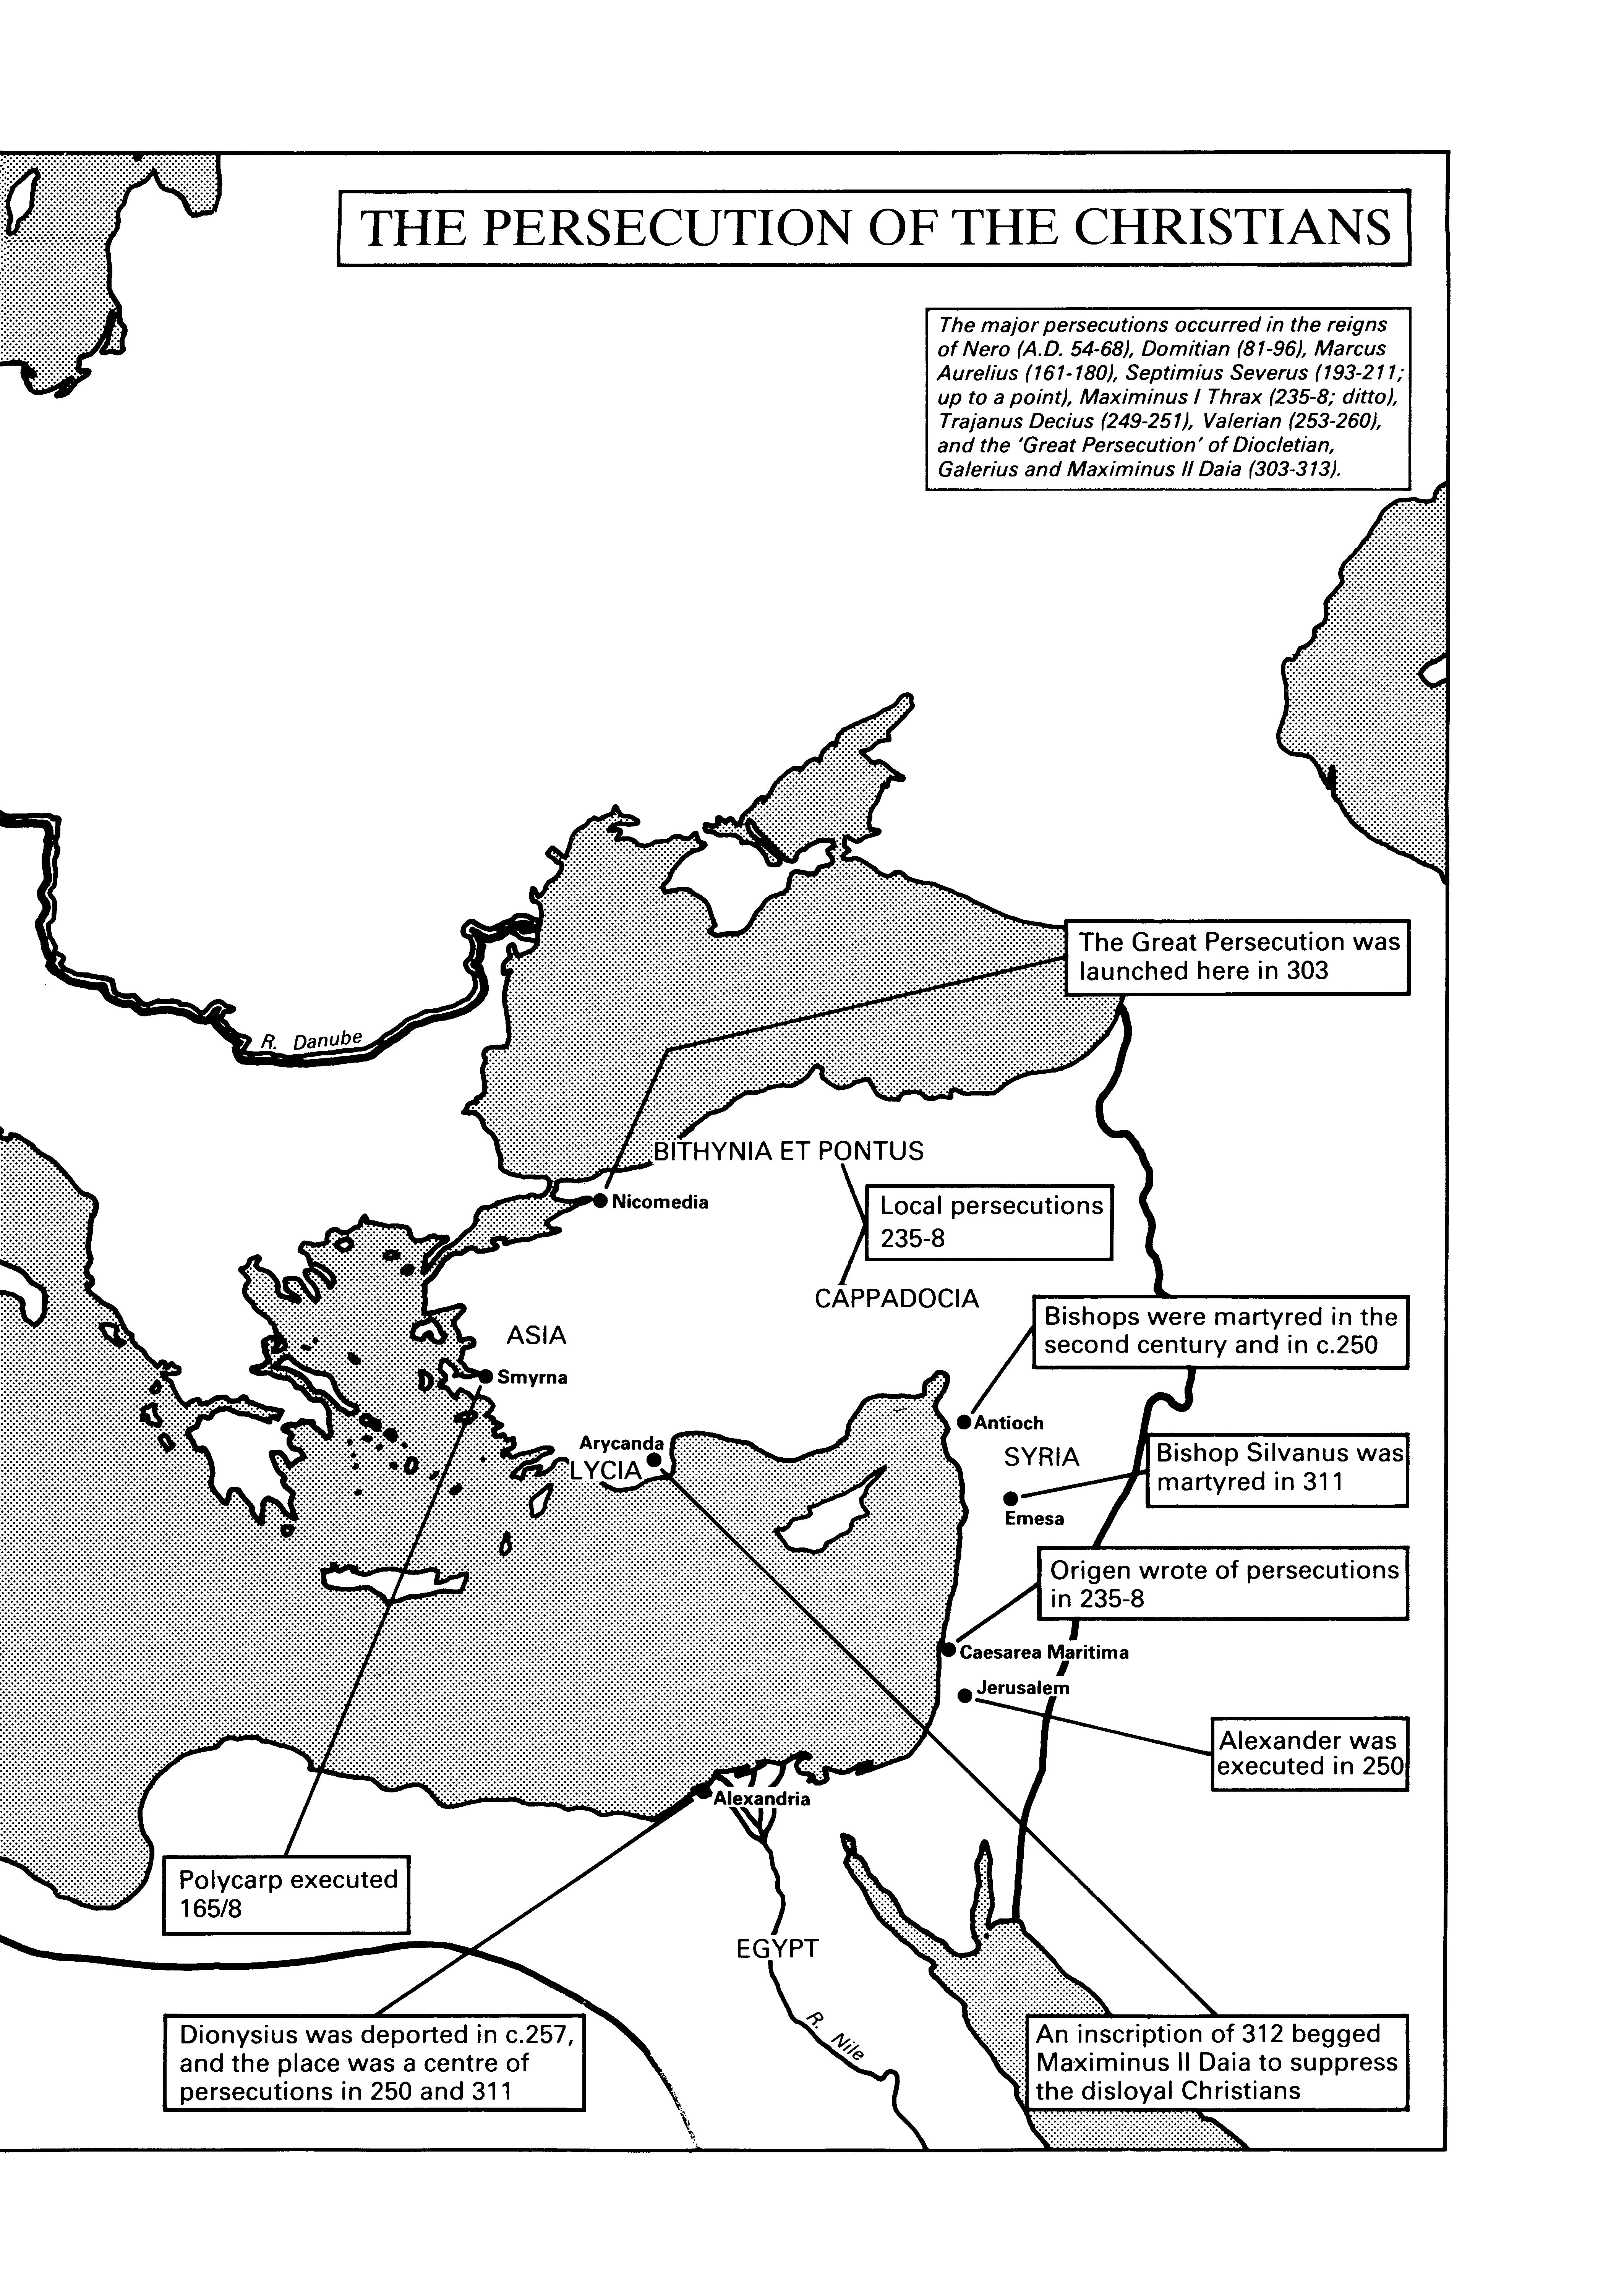 THE PERSECUTION OF THE CHRISTIANS
The major persecutions occurred in the reigns
of Nero (A.D. 54-68), Domitian (81-96), Marcus
Aurelius (161-180), Septimius Severus (193-211;
up to a point), Maximinus I Thrax (235-8; ditto),
Trajanus Decius (249-251), Valerian (253-260),
and the ‘Great Persecution’ of Diocletian,
Galerius and Maximinus II Daia (303-313).
The Great Persecution was
launched here in 303
R. Danube
BITHYNIA ET PONTUS
Nicomedia
Local persecutions
235-8
CAPPADOCIA
Bishops were martyred in the
second century and in c.250
ASIA
Smyrna
Antioch
Arycanda
LYCIA
SYRIA
Bishop Silvanus was
martyred in 311
Emesa
Origen wrote of persecutions
in 235-8
Caesarea Maritima
Jerusalem
Alexander was
executed in 250
Alexandria
Polycarp executed
165/8
EGYPT
R. Nile
Dionysius was deported in c.257,
and the place was a centre of
persecutions in 250 and 311
An inscription of 312 begged
Maximinus II Daia to suppress
the disloyal Christians